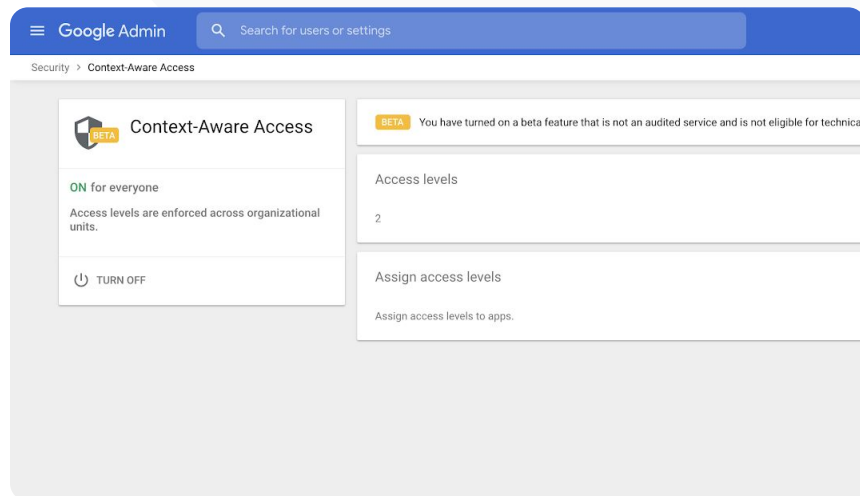 Google Admin
Search for users or settings
Security > Context-Aware Access
BETA
Context-Aware Access
ON for everyone
Access levels are enforced across organizational
units.
TURN OFF
BETA You have turned on a beta feature that is not an audited service and is not eligible for technica
Access levels
2
Assign access levels
Assign access levels to apps.